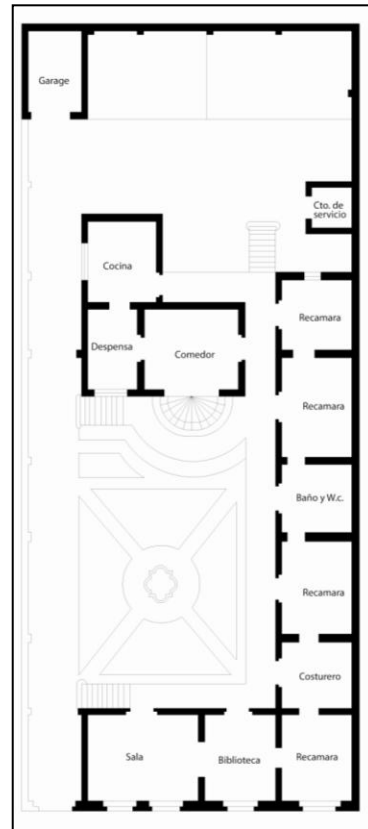 Garage
Cto. de
servicio
Cocina
Recamara
Despensa
Comedor
Recamara
Baño y W.c.
Recamara
Costurero
Sala
Biblioteca
Recamara